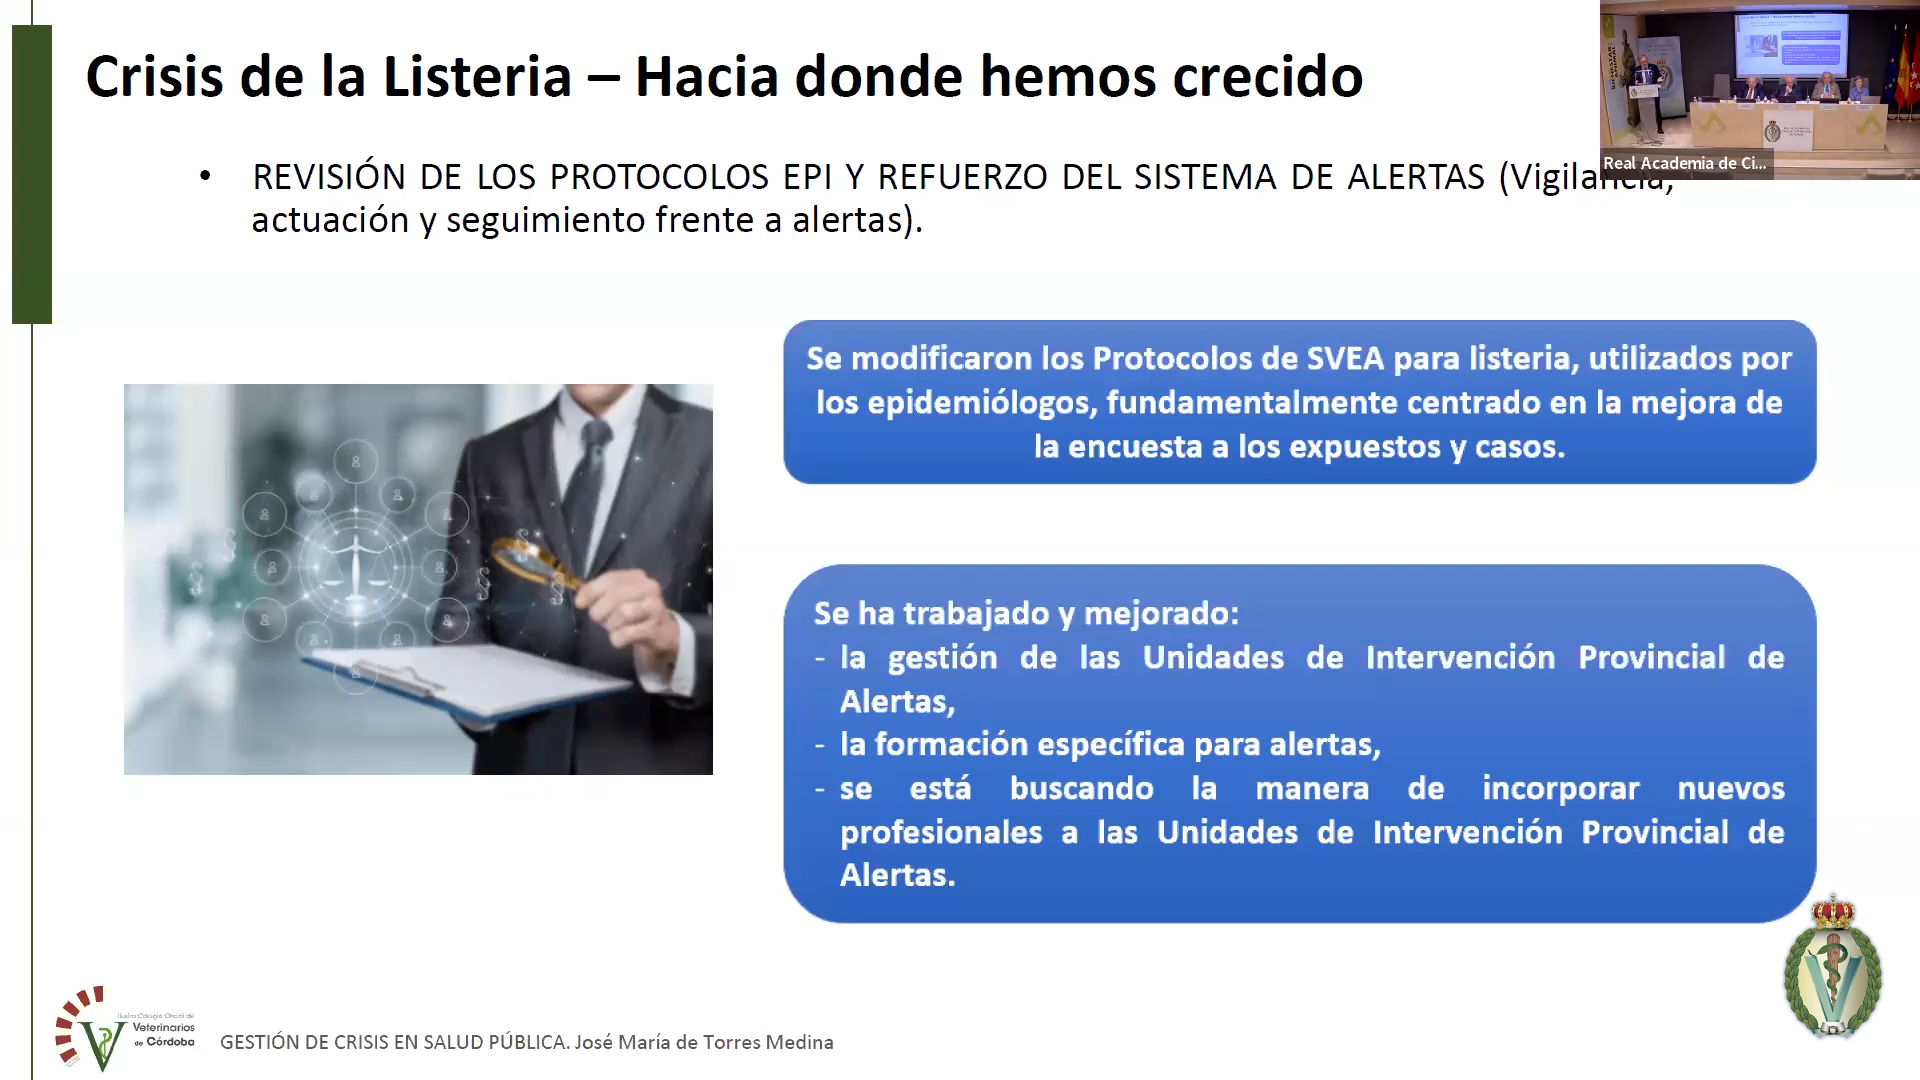 Crisis de la Listeria – Hacia donde hemos crecido
Real Academia de Ci...
• REVISIÓN DE LOS PROTOCOLOS EPI Y REFUERZO DEL SISTEMA DE ALERTAS (Vigilancia,
actuación y seguimiento frente a alertas).
Se modificaron los Protocolos de SVEA para listeria, utilizados por
los epidemiólogos, fundamentalmente centrado en la mejora de
la encuesta a los expuestos y casos.
Se ha trabajado y mejorado:
- la gestión de las Unidades de Intervención Provincial de
Alertas,
- la formación específica para alertas,
- se está buscando la manera de incorporar nuevos
profesionales a las Unidades de Intervención Provincial de
Alertas.
Ilustre Colegio Oficial de
Veterinarios
de Córdoba
GESTIÓN DE CRISIS EN SALUD PÚBLICA. José María de Torres Medina